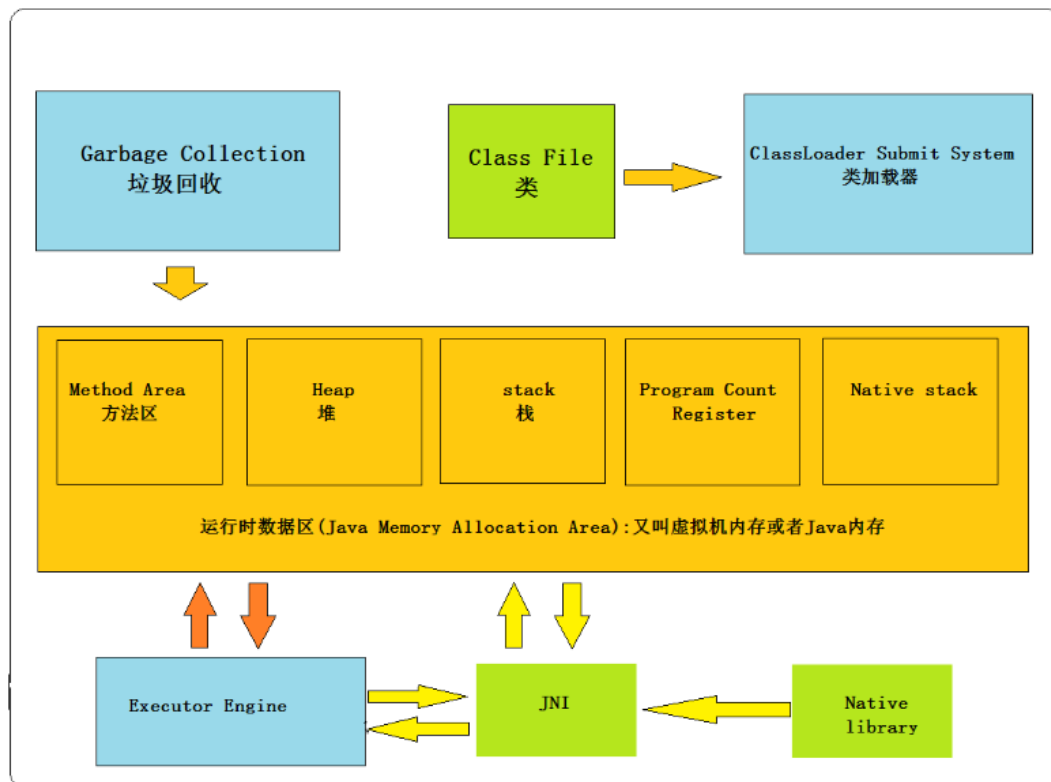 Garbage Collection
垃圾回收
Class File
类
ClassLoader Submit System
类加载器
Method Area
方法区
Heap
堆
stack
栈
Program Count
Register
Native stack
运行时数据区(Java Memory Allocation Area):又叫虚拟机内存或者Java内存
Executor Engine
JNI
Native
library